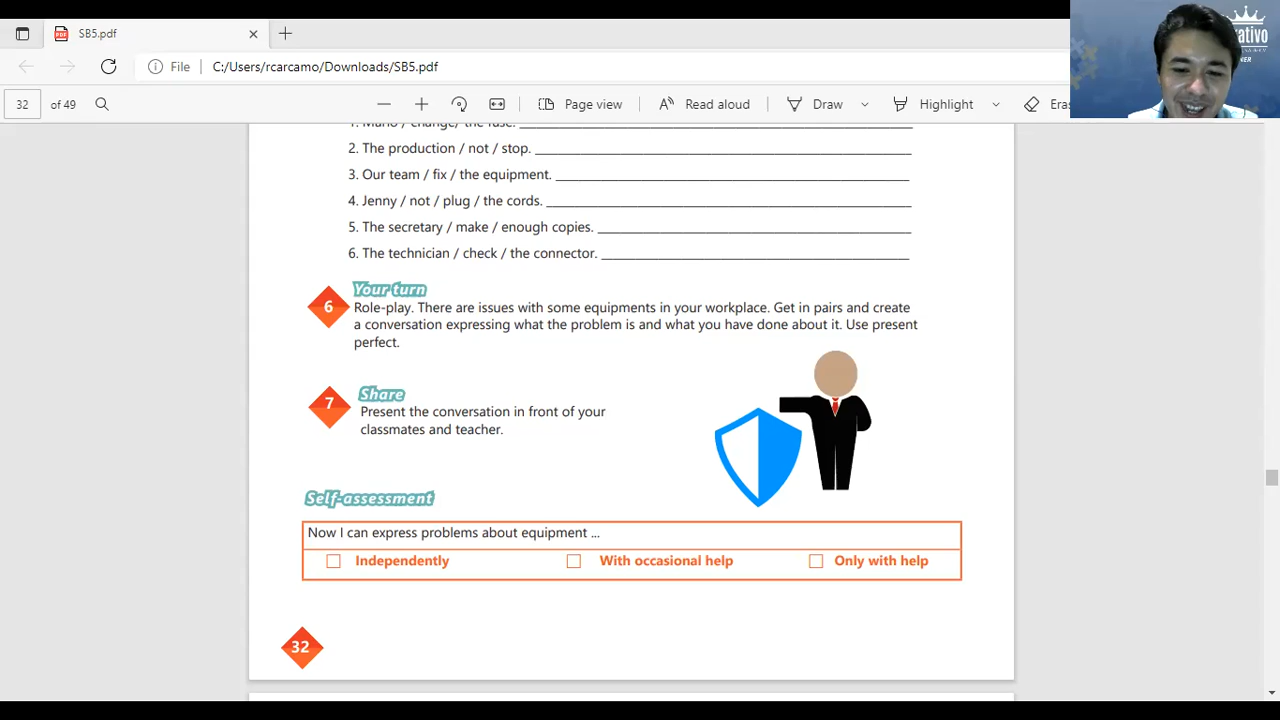 SB5.pdf
File
C:/Users/rcarcamo/Downloads/SB5.pdf
32
of 49
Page view
Read aloud
Draw
Highlight
1. Mario / change/ the fuse.
2. The production / not / stop.
3. Our team / fix / the equipment.
4. Jenny / not / plug / the cords.
5. The secretary / make / enough copies.
6. The technician / check / the connector.
6
Your turn
Role-play. There are issues with some equipments in your workplace. Get in pairs and create
a conversation expressing what the problem is and what you have done about it. Use present
perfect.
7
Share
Present the conversation in front of your
classmates and teacher.
Self-assessment
Now I can express problems about equipment ...
Independently
With occasional help
Only with help
32